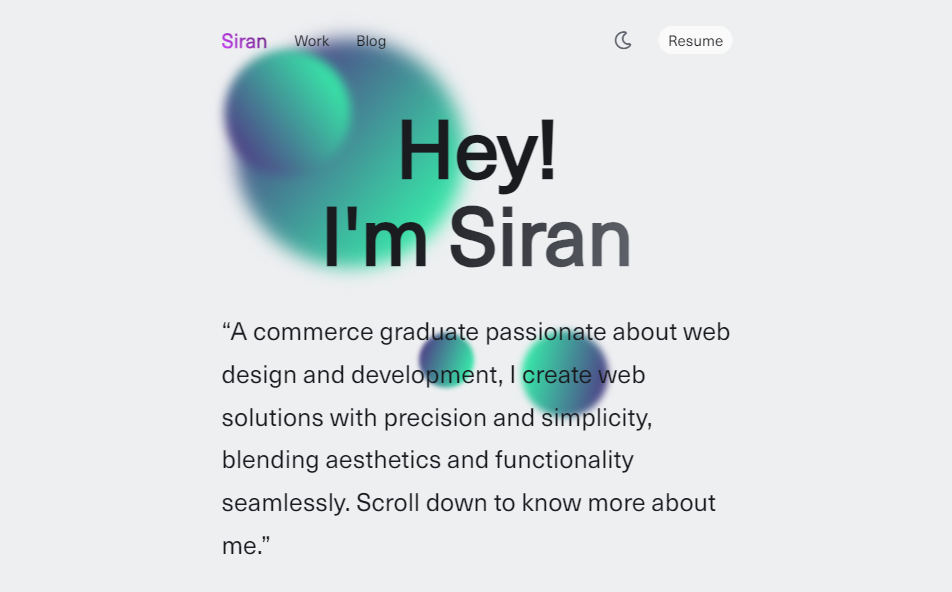 Siran Work Blog Resume
Hey!
I'm Siran
“A commerce graduate passionate about web
design and development, I create web
solutions with precision and simplicity,
blending aesthetics and functionality
seamlessly. Scroll down to know more about
me.”